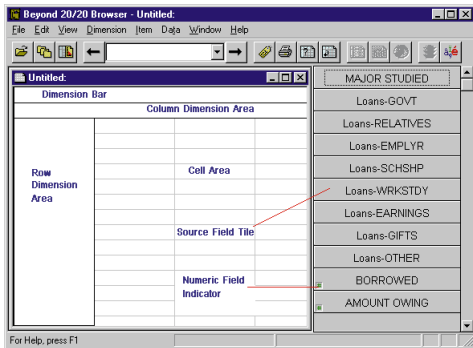 Beyond 20/20 Browser - Untitled:
File Edit View Dimension Item Data Window Help
Untitled:
Dimension Bar
Column Dimension Area
Row
Dimension
Area
Cell Area
Source Field Tile
Numeric Field
Indicator
MAJOR STUDIED
Loans-GOVT
Loans-RELATIVES
Loans-EMPLYR
Loans-SCHSHP
Loans-WRKSTDY
Loans-EARNINGS
Loans-GIFTS
Loans-OTHER
BORROWED
AMOUNT OWING
For Help, press F1